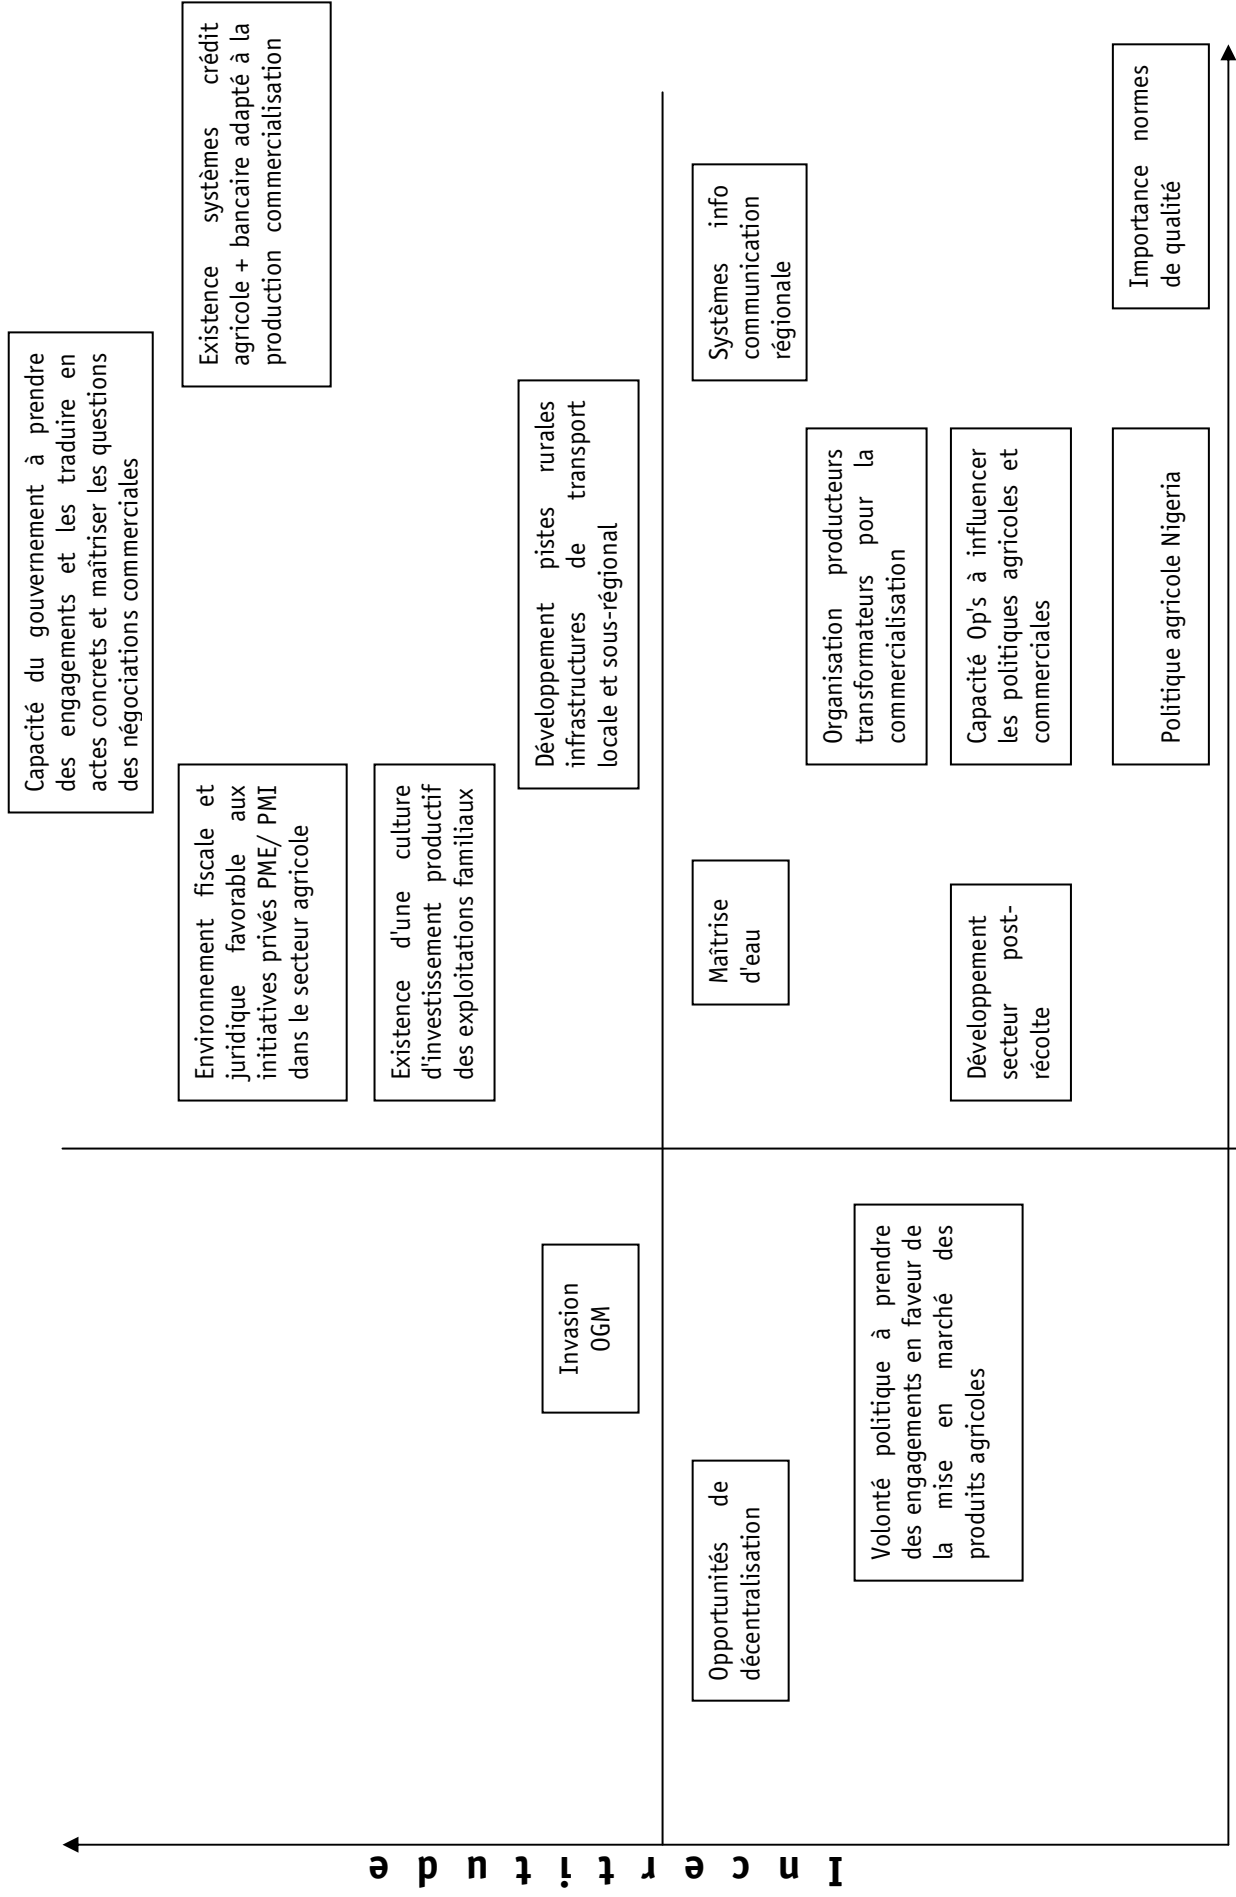 Capacité du gouvernement à prendre
des engagements et les traduire en
actes concrets et maîtriser les questions
des négociations commerciales
Environnement fiscale et
juridique favorable aux
initiatives privés PME/ PMI
dans le secteur agricole
Existence systèmes crédit
agricole + bancaire adapté à la
production commercialisation
Existence d'une culture
d'investissement productif
des exploitations familiaux
Développement pistes rurales
infrastructures de transport
locale et sous-régional
Invasion
OGM
Incertitude
Opportunités de
décentralisation
Maîtrise
d'eau
Systèmes info
communication
régionale
Organisation producteurs
transformateurs pour la
commercialisation
Volonté politique à prendre
des engagements en faveur de
la mise en marché des
produits agricoles
Développement
secteur post-
récolte
Capacité Op's à influencer
les politiques agricoles et
commerciales
Politique agricole Nigeria
Importance normes
de qualité